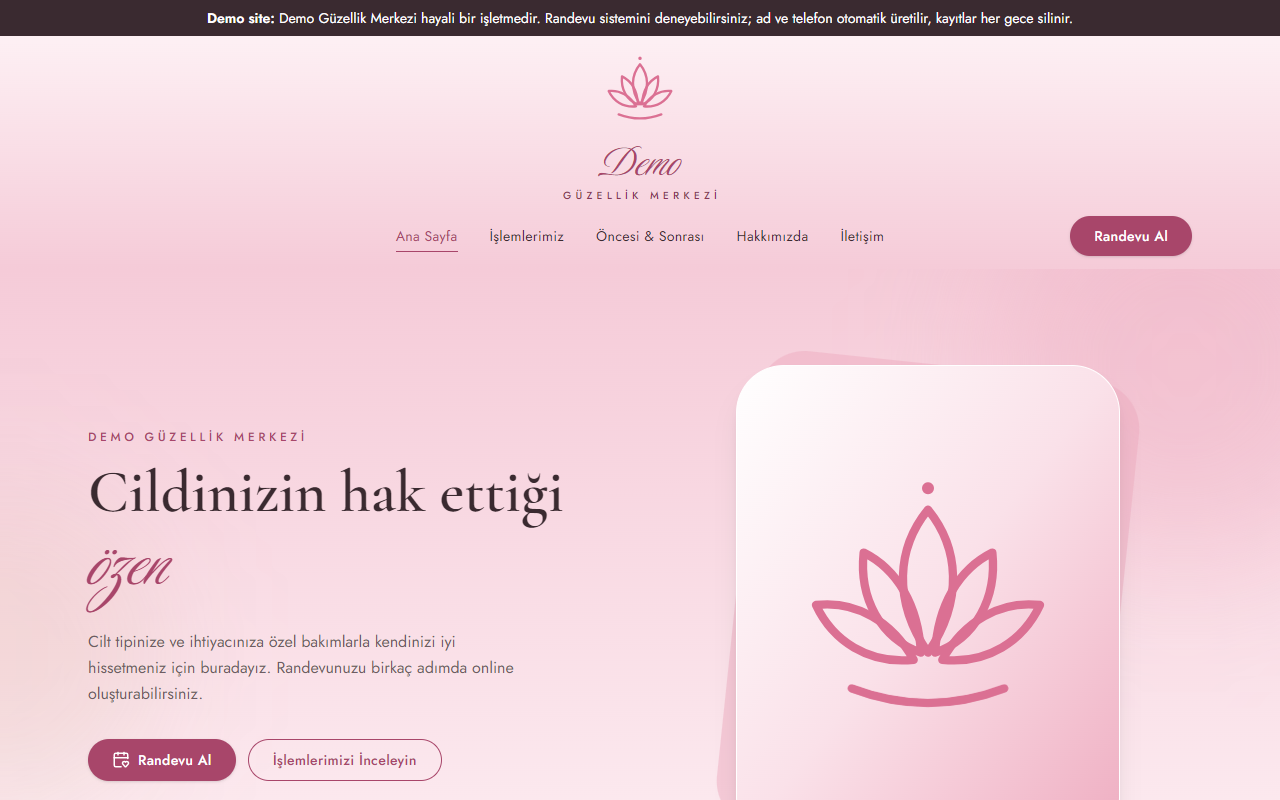 Demo site: Demo Güzellik Merkezi hayali bir işletmedir. Randevu sistemini deneyebilirsiniz; ad ve telefon otomatik üretilir, kayıtlar her gece silinir.
Demo
GÜZELLİK MERKEZİ
Ana Sayfa İşlemlerimiz Öncesi & Sonrası Hakkımızda İletişim Randevu Al
DEMO GÜZELLİK MERKEZİ
Cildinizin hak ettiği
özen
Cilt tipinize ve ihtiyacınıza özel bakımlarla kendinizi iyi
hissetmeniz için buradayız. Randevunuzu birkaç adımda online
oluşturabilirsiniz.
Randevu Al İşlemlerimizi İnceleyin